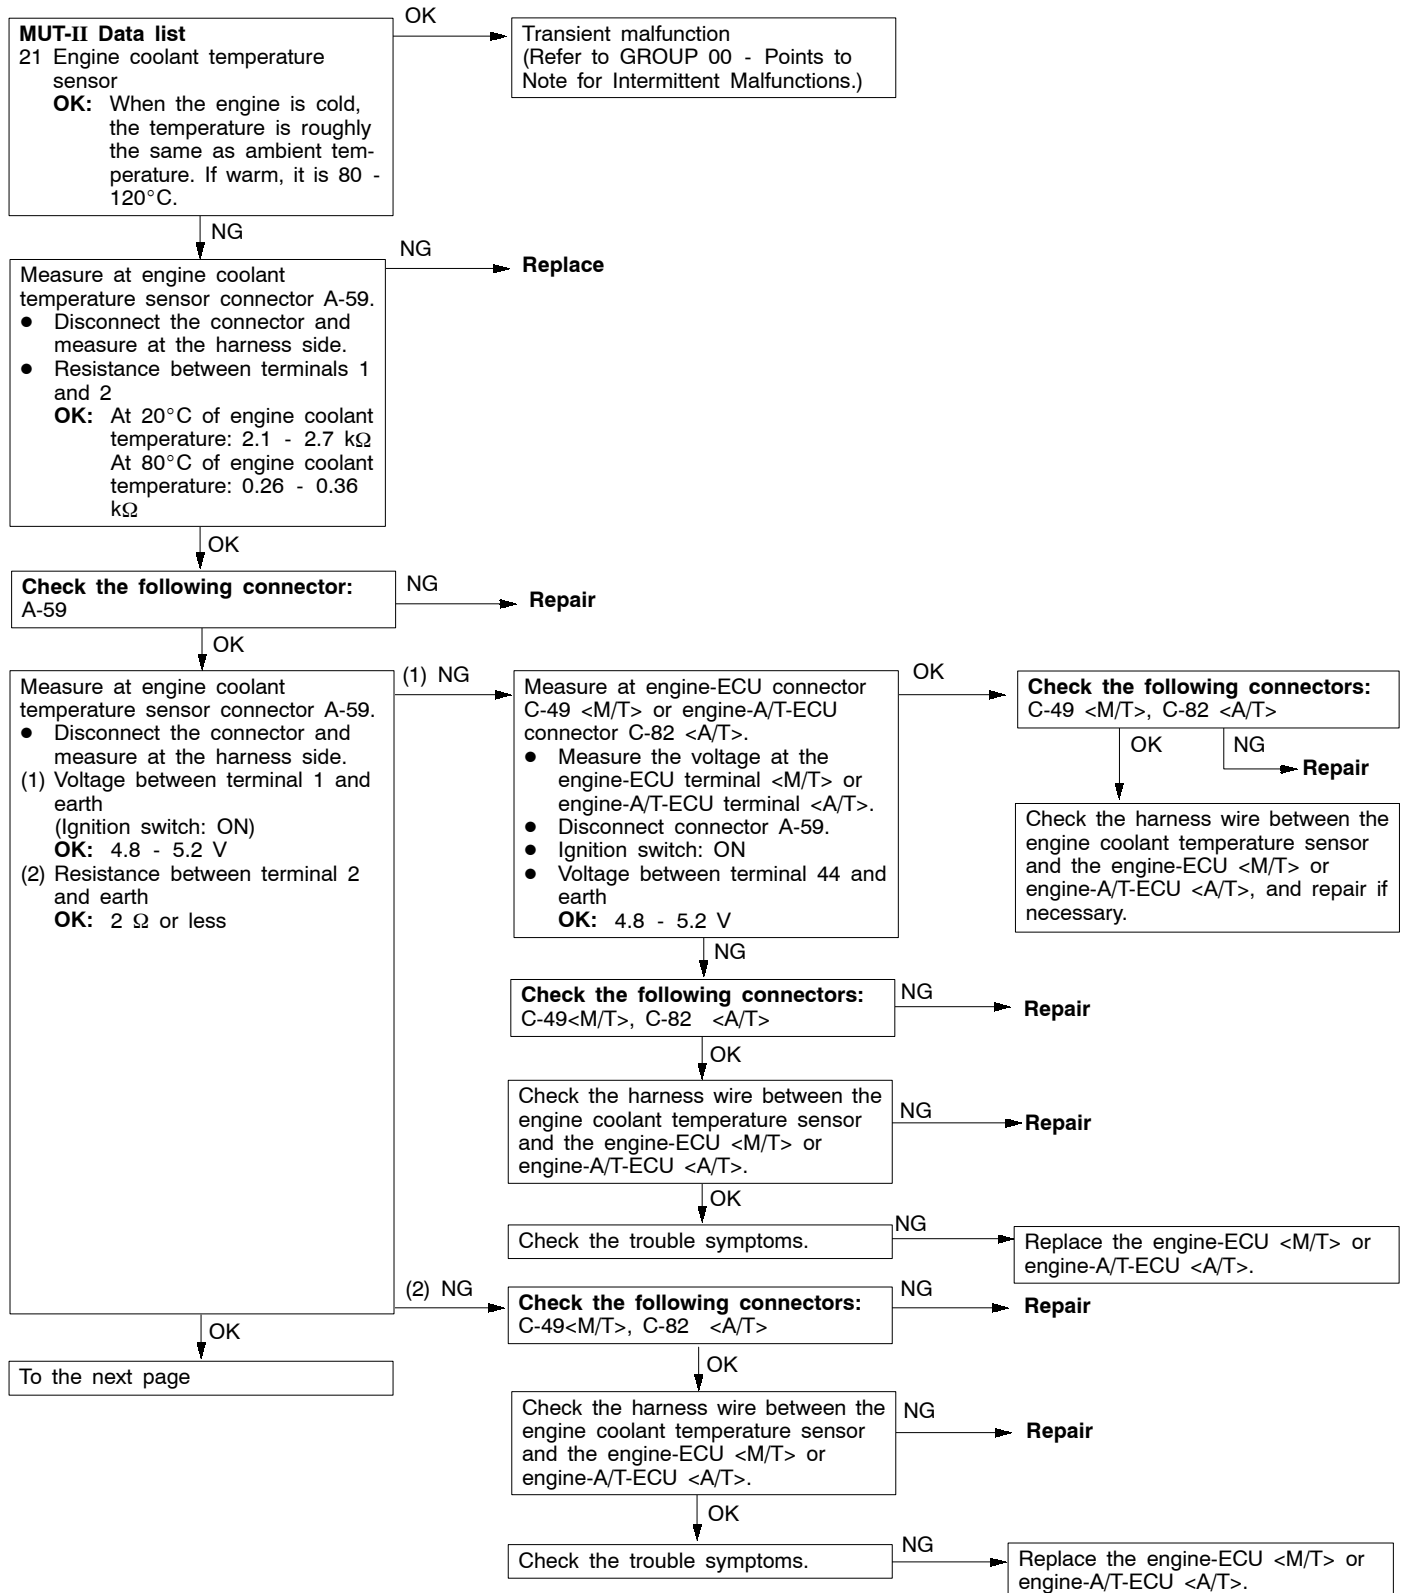 MUT-II Data list
21 Engine coolant temperature
sensor
OK: When the engine is cold,
the temperature is roughly
the same as ambient tem-
perature. If warm, it is 80 -
120°C.
OK
Transient malfunction
(Refer to GROUP 00 - Points to
Note for Intermittent Malfunctions.)
NG
Measure at engine coolant
temperature sensor connector A-59.
● Disconnect the connector and
measure at the harness side.
● Resistance between terminals 1
and 2
OK: At 20°C of engine coolant
temperature: 2.1 - 2.7 kΩ
At 80°C of engine coolant
temperature: 0.26 - 0.36
kΩ
NG
Replace
OK
Check the following connector:
A-59
NG
Repair
OK
Measure at engine coolant
temperature sensor connector A-59.
● Disconnect the connector and
measure at the harness side.
(1) Voltage between terminal 1 and
earth
(Ignition switch: ON)
OK: 4.8 - 5.2 V
(2) Resistance between terminal 2
and earth
OK: 2 Ω or less
(1) NG
Measure at engine-ECU connector
C-49 <M/T> or engine-A/T-ECU
connector C-82 <A/T>.
● Measure the voltage at the
engine-ECU terminal <M/T> or
engine-A/T-ECU terminal <A/T>.
● Disconnect connector A-59.
● Ignition switch: ON
● Voltage between terminal 44 and
earth
OK: 4.8 - 5.2 V
OK
Check the following connectors:
C-49 <M/T>, C-82 <A/T>
OK
NG
Repair
Check the harness wire between the
engine coolant temperature sensor
and the engine-ECU <M/T> or
engine-A/T-ECU <A/T>, and repair if
necessary.
NG
Check the following connectors:
C-49<M/T>, C-82 <A/T>
NG
Repair
OK
Check the harness wire between the
engine coolant temperature sensor
and the engine-ECU <M/T> or
engine-A/T-ECU <A/T>.
NG
Repair
OK
Check the trouble symptoms.
NG
Replace the engine-ECU <M/T> or
engine-A/T-ECU <A/T>.
(2) NG
Check the following connectors:
C-49<M/T>, C-82 <A/T>
NG
Repair
OK
To the next page
OK
Check the harness wire between the
engine coolant temperature sensor
and the engine-ECU <M/T> or
engine-A/T-ECU <A/T>.
NG
Repair
OK
Check the trouble symptoms.
NG
Replace the engine-ECU <M/T> or
engine-A/T-ECU <A/T>.